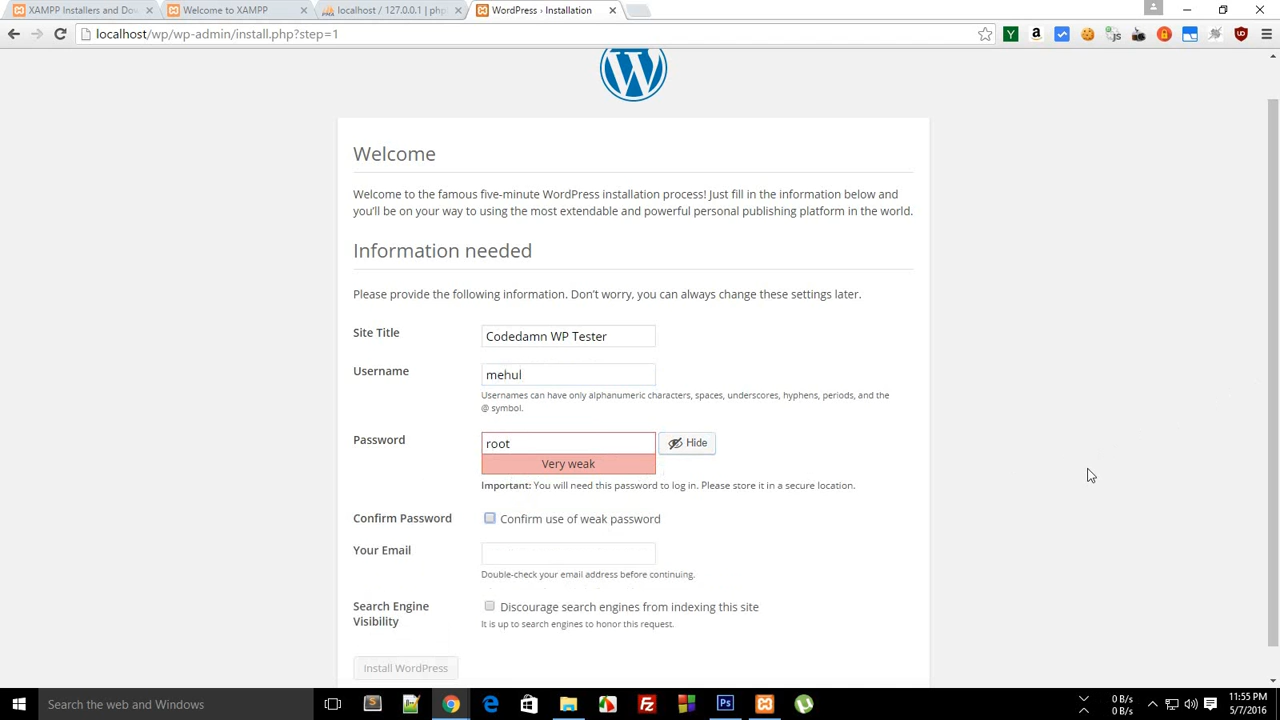 XAMPP Installers and Dow
Welcome to XAMPP
localhost / 127.0.0.1 | php
WordPress › Installation
localhost/wp/wp-admin/install.php?step=1
Welcome
Welcome to the famous five-minute WordPress installation process! Just fill in the information below and
you'll be on your way to using the most extendable and powerful personal publishing platform in the world.
Information needed
Please provide the following information. Don't worry, you can always change these settings later.
Site Title
Codedamn WP Tester
Username
mehul
Usernames can have only alphanumeric characters, spaces, underscores, hyphens, periods, and the
@ symbol.
Password
root
Hide
Very weak
Important: You will need this password to log in. Please store it in a secure location.
Confirm Password
Confirm use of weak password
Your Email
Double-check your email address before continuing.
Search Engine
Visibility
Discourage search engines from indexing this site
It is up to search engines to honor this request.
Install WordPress
Search the web and Windows
0 B/s
0 B/s
11:55 PM
5/7/2016